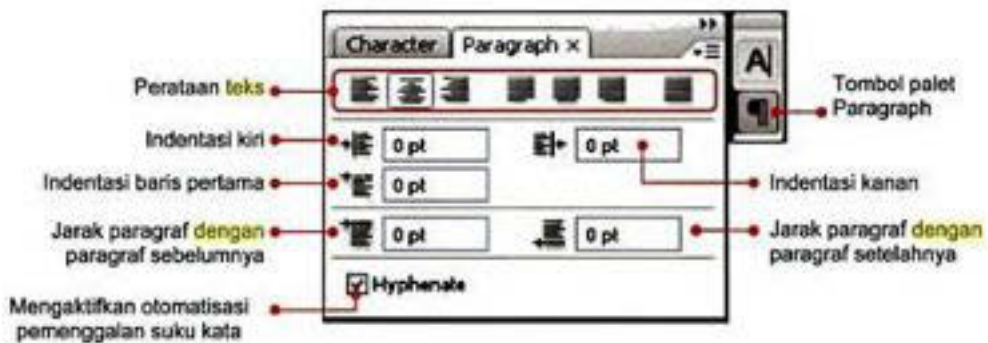 Character Paragraph ×
Perataan teks
Tombol palet
Paragraph
Indentasi kiri
0 pt
0 pt
Indentasi baris pertama
0 pt
Indentasi kanan
Jarak paragraf dengan
paragraf sebelumnya
0 pt
0 pt
Jarak paragraf dengan
paragraf setelahnya
Hyphenate
Mengaktifkan otomatisasi
pemenggalan suku kata